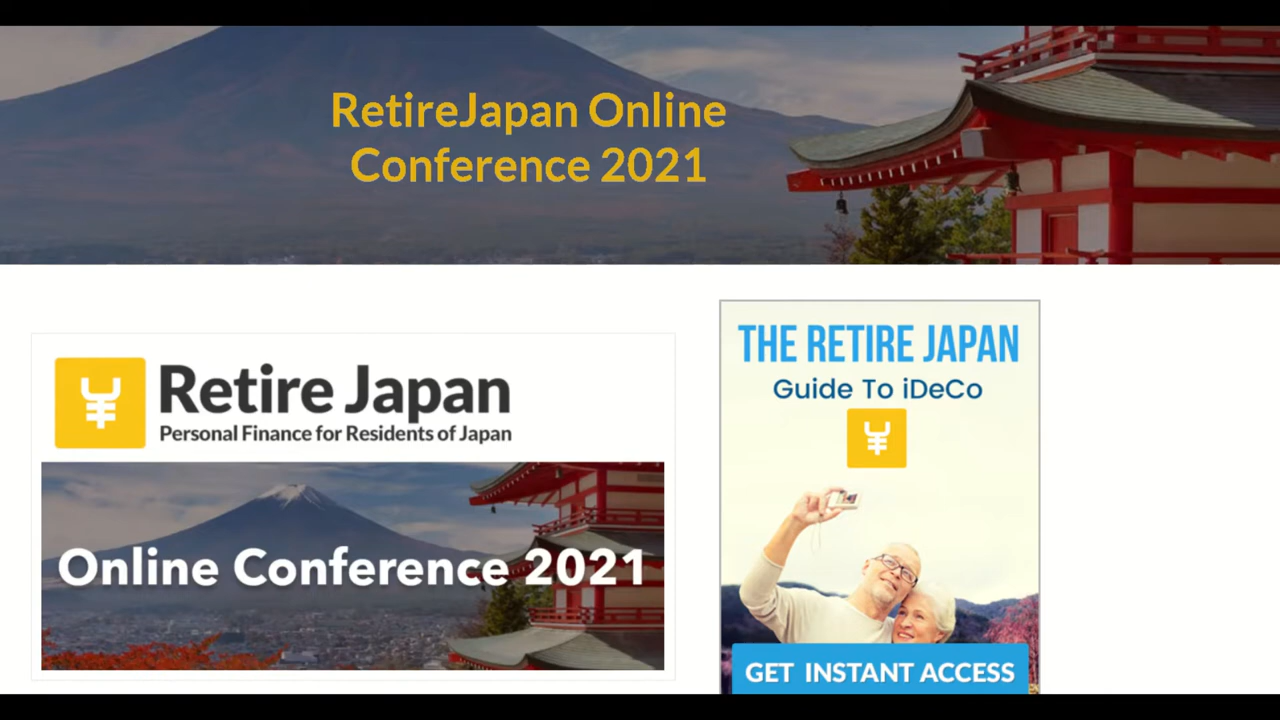 RetireJapan Online
Conference 2021
Retire Japan
Personal Finance for Residents of Japan
Online Conference 2021
THE RETIRE JAPAN
Guide To iDeCo
GET INSTANT ACCESS